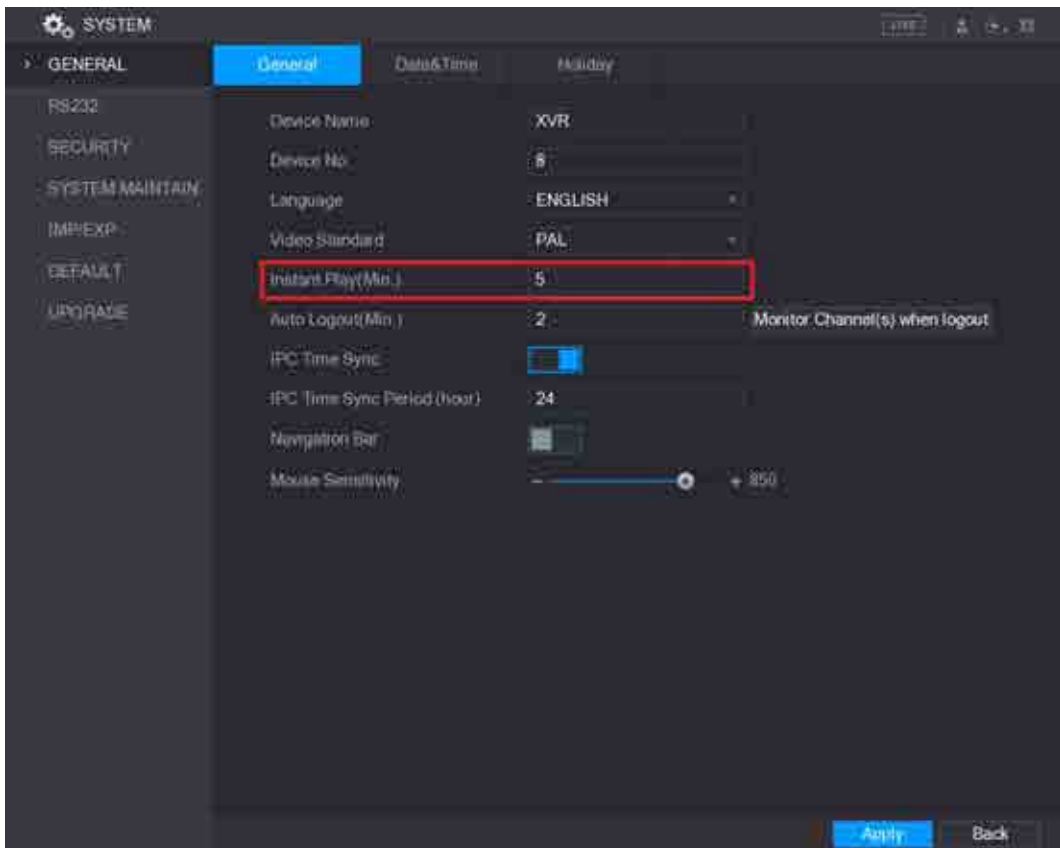 SYSTEM
LIVE
GENERAL
General
Date&Time
Holiday
RS232
SECURITY
SYSTEM MAINTAIN
IMP/EXP
DEFAULT
UPGRADE
Device Name
XVR
Device No.
8
Language
ENGLISH
Video Standard
PAL
Instant Play(Min.)
5
Auto Logout(Min.)
2
Monitor Channel(s) when logout
IPC Time Sync
IPC Time Sync Period (hour)
24
Navigation Bar
Mouse Sensitivity
- + 850
Apply
Back